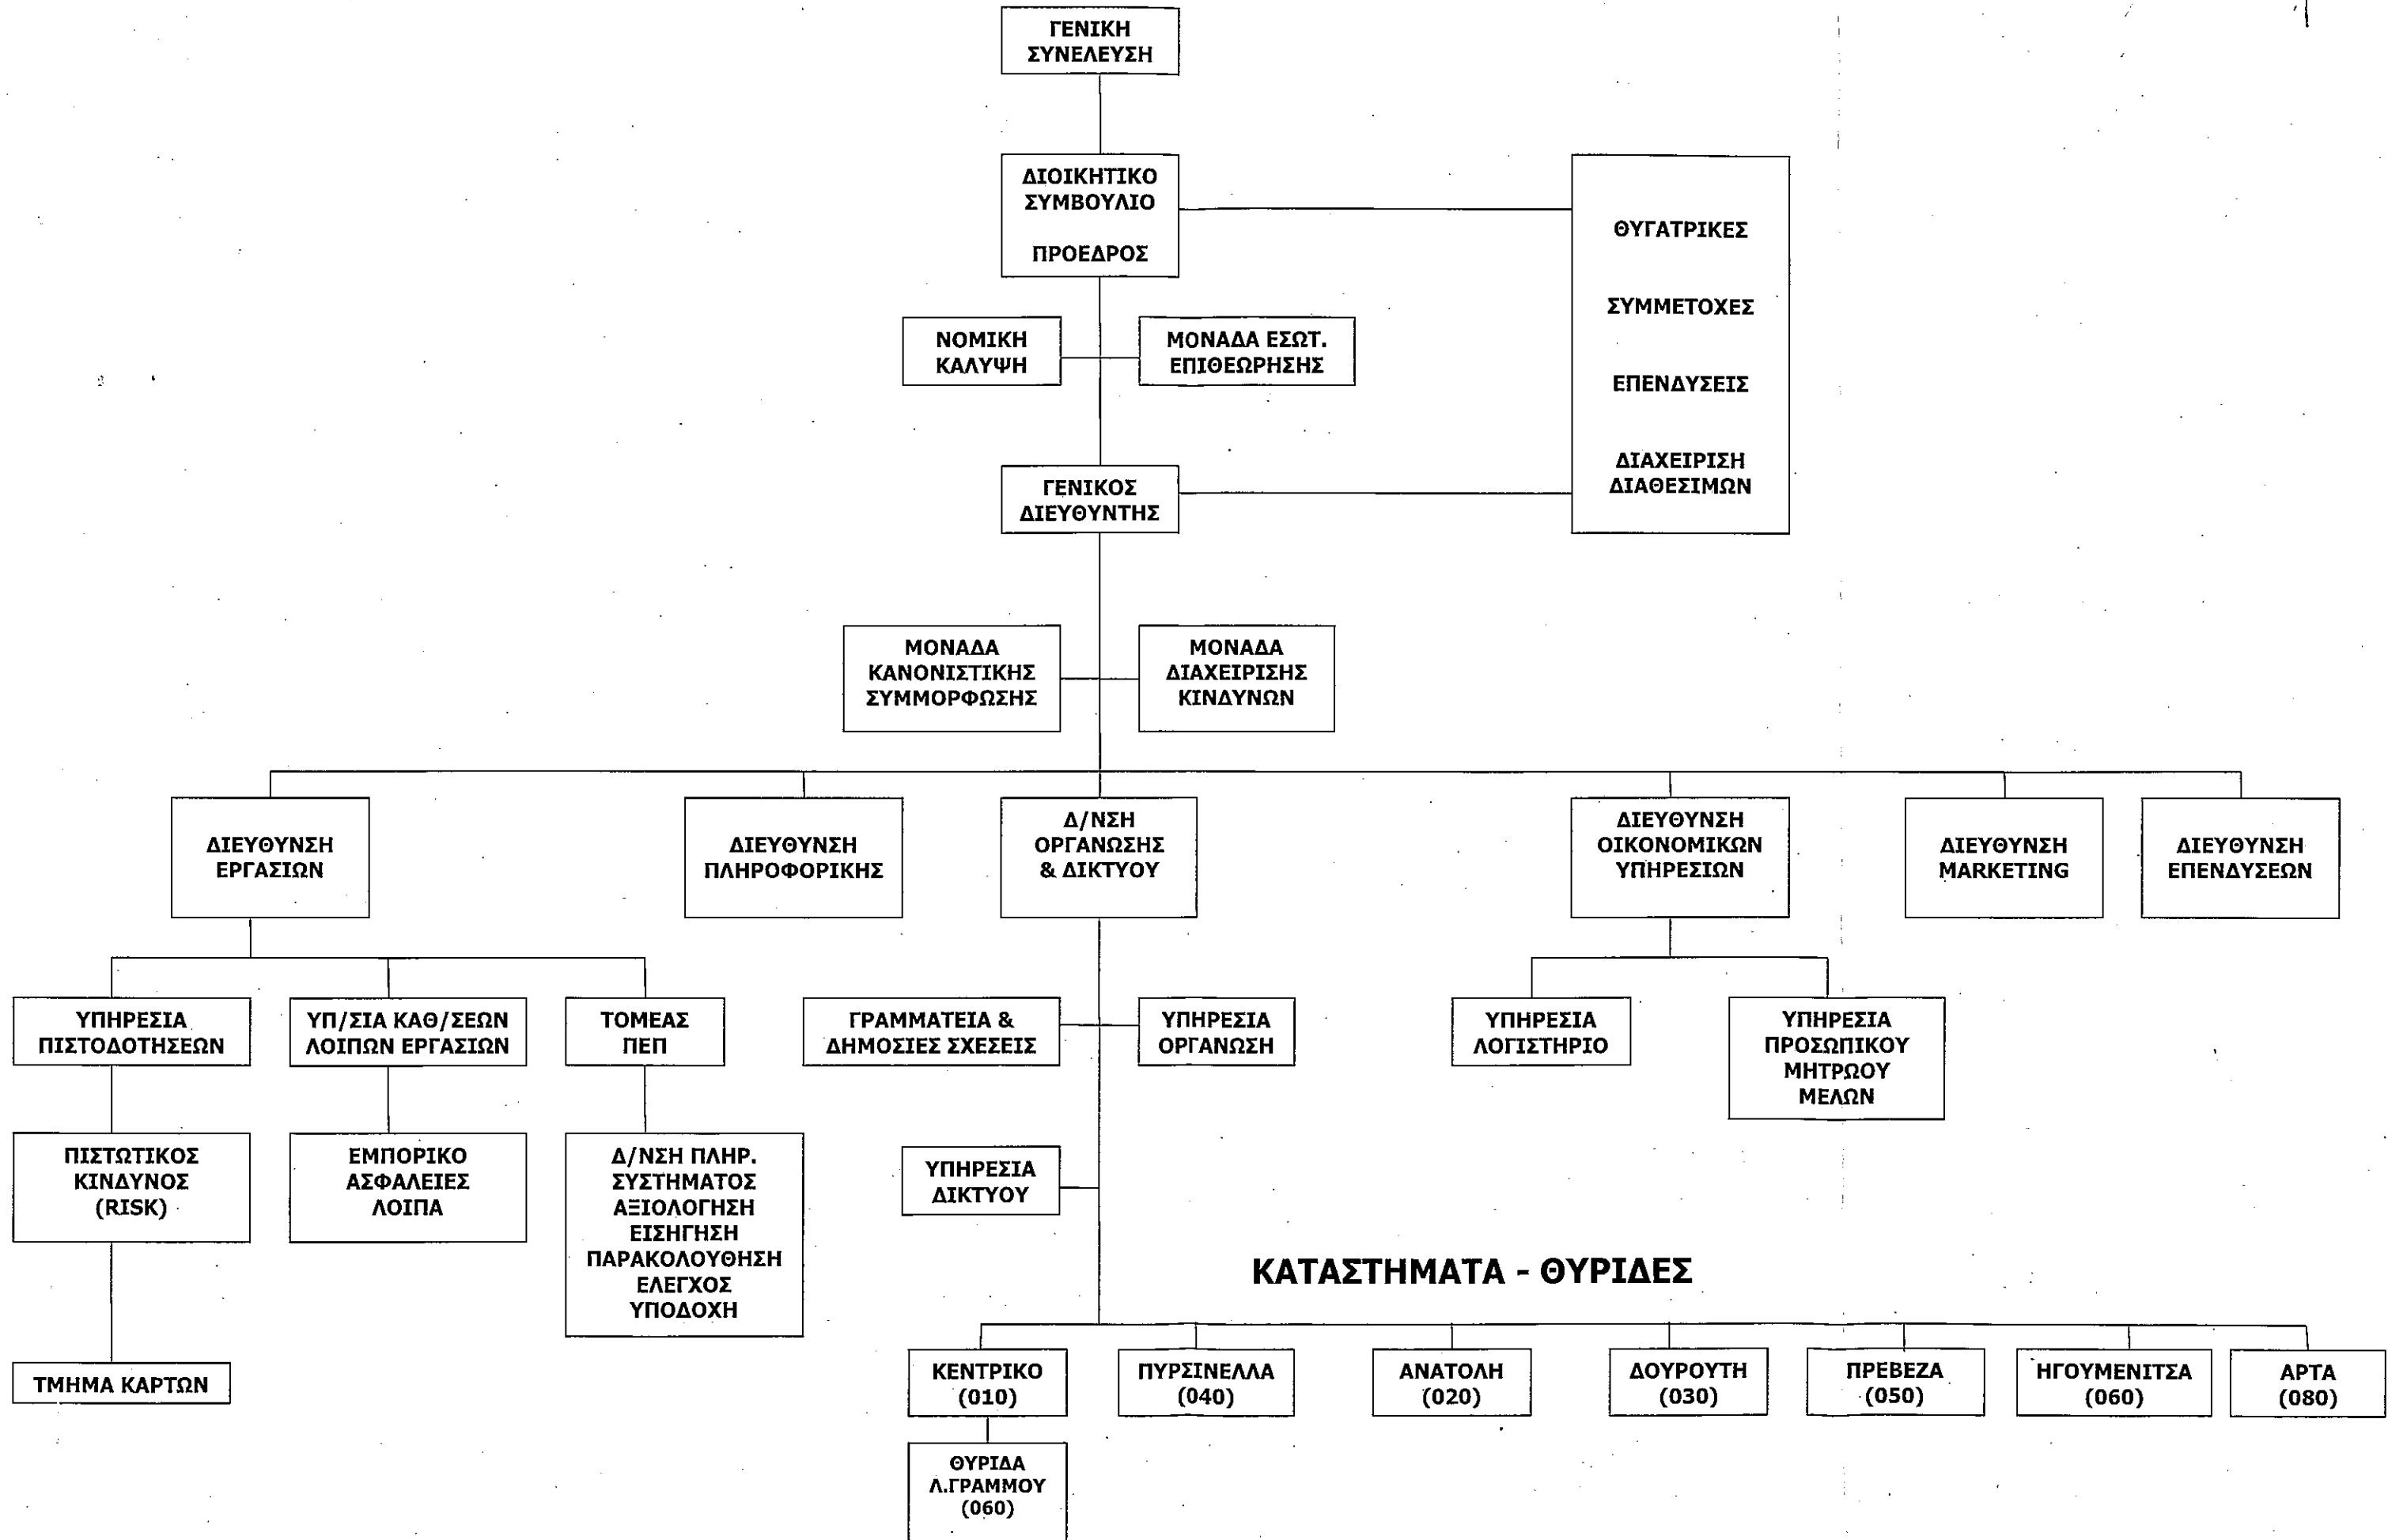 ΓΕΝΙΚΗ
ΣΥΝΕΛΕΥΣΗ
ΔΙΟΙΚΗΤΙΚΟ
ΣΥΜΒΟΥΛΙΟ
ΠΡΟΕΔΡΟΣ
ΘΥΓΑΤΡΙΚΕΣ
ΣΥΜΜΕΤΟΧΕΣ
ΕΠΕΝΔΥΣΕΙΣ
ΔΙΑΧΕΙΡΙΣΗ
ΔΙΑΘΕΣΙΜΩΝ
ΝΟΜΙΚΗ
ΚΑΛΥΨΗ
ΜΟΝΑΔΑ ΕΣΩΤ.
ΕΠΙΘΕΩΡΗΣΗΣ
ΓΕΝΙΚΟΣ
ΔΙΕΥΘΥΝΤΗΣ
ΜΟΝΑΔΑ
ΚΑΝΟΝΙΣΤΙΚΗΣ
ΣΥΜΜΟΡΦΩΣΗΣ
ΜΟΝΑΔΑ
ΔΙΑΧΕΙΡΙΣΗΣ
ΚΙΝΔΥΝΩΝ
ΔΙΕΥΘΥΝΣΗ
ΕΡΓΑΣΙΩΝ
ΔΙΕΥΘΥΝΣΗ
ΠΛΗΡΟΦΟΡΙΚΗΣ
Δ/ΝΣΗ
ΟΡΓΑΝΩΣΗΣ
& ΔΙΚΤΥΟΥ
ΔΙΕΥΘΥΝΣΗ
ΟΙΚΟΝΟΜΙΚΩΝ
ΥΠΗΡΕΣΙΩΝ
ΔΙΕΥΘΥΝΣΗ
MARKETING
ΔΙΕΥΘΥΝΣΗ
ΕΠΕΝΔΥΣΕΩΝ
ΥΠΗΡΕΣΙΑ
ΠΙΣΤΟΔΟΤΗΣΕΩΝ
ΥΠ/ΣΙΑ ΚΑΘ/ΣΕΩΝ
ΛΟΙΠΩΝ ΕΡΓΑΣΙΩΝ
ΤΟΜΕΑΣ
ΠΕΠ
ΓΡΑΜΜΑΤΕΙΑ &
ΔΗΜΟΣΙΕΣ ΣΧΕΣΕΙΣ
ΥΠΗΡΕΣΙΑ
ΟΡΓΑΝΩΣΗ
ΥΠΗΡΕΣΙΑ
ΛΟΓΙΣΤΗΡΙΟ
ΥΠΗΡΕΣΙΑ
ΠΡΟΣΩΠΙΚΟΥ
ΜΗΤΡΩΟΥ
ΜΕΛΩΝ
ΠΙΣΤΩΤΙΚΟΣ
ΚΙΝΔΥΝΟΣ
(RISK)
ΕΜΠΟΡΙΚΟ
ΑΣΦΑΛΕΙΕΣ
ΛΟΙΠΑ
Δ/ΝΣΗ ΠΛΗΡ.
ΣΥΣΤΗΜΑΤΟΣ
ΑΞΙΟΛΟΓΗΣΗ
ΕΙΣΗΓΗΣΗ
ΠΑΡΑΚΟΛΟΥΘΗΣΗ
ΕΛΕΓΧΟΣ
ΥΠΟΔΟΧΗ
ΥΠΗΡΕΣΙΑ
ΔΙΚΤΥΟΥ
ΚΑΤΑΣΤΗΜΑΤΑ - ΘΥΡΙΔΕΣ
ΤΜΗΜΑ ΚΑΡΤΩΝ
ΚΕΝΤΡΙΚΟ
(010)
ΠΥΡΣΙΝΕΛΛΑ
(040)
ΑΝΑΤΟΛΗ
(020)
ΔΟΥΡΟΥΤΗ
(030)
ΠΡΕΒΕΖΑ
(050)
ΗΓΟΥΜΕΝΙΤΣΑ
(060)
ΑΡΤΑ
(080)
ΘΥΡΙΔΑ
Λ.ΓΡΑΜΜΟΥ
(060)